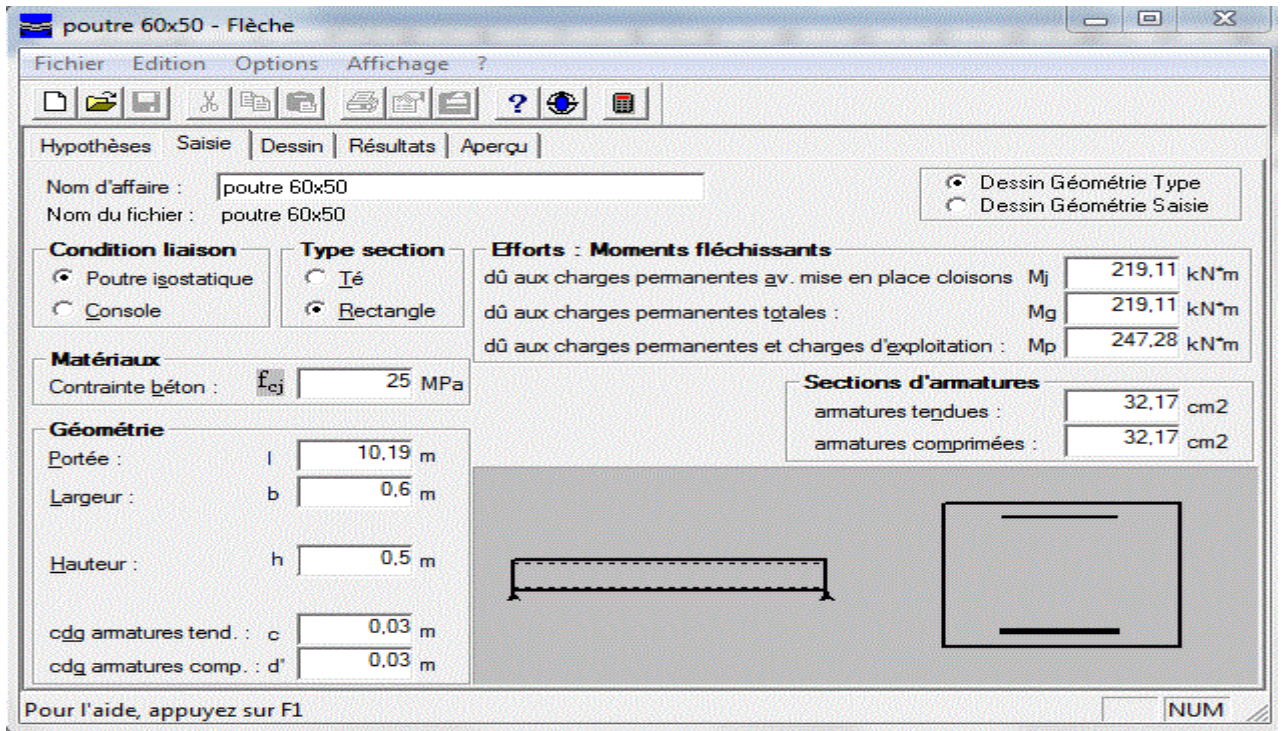 poutre 60x50 - Flèche
Fichier Edition Options Affichage ?
Hypothèses Saisie Dessin Résultats Aperçu
Nom d'affaire : poutre 60x50
Nom du fichier : poutre 60x50
Dessin Géométrie Type
Dessin Géométrie Saisie
Condition liaison
Poutre isostatique
Console
Type section
Té
Rectangle
Efforts : Moments fléchissants
dû aux charges permanentes av. mise en place cloisons Mj 219,11 kN*m
dû aux charges permanentes totales : Mg 219,11 kN*m
dû aux charges permanentes et charges d'exploitation : Mp 247,28 kN*m
Matériaux
Contrainte béton : fcj 25 MPa
Sections d'armatures
armatures tendues : 32,17 cm2
armatures comprimées : 32,17 cm2
Géométrie
Portée : l 10,19 m
Largeur : b 0,6 m
Hauteur : h 0,5 m
cdg armatures tend. : c 0,03 m
cdg armatures comp. : d' 0,03 m
Pour l'aide, appuyez sur F1 NUM